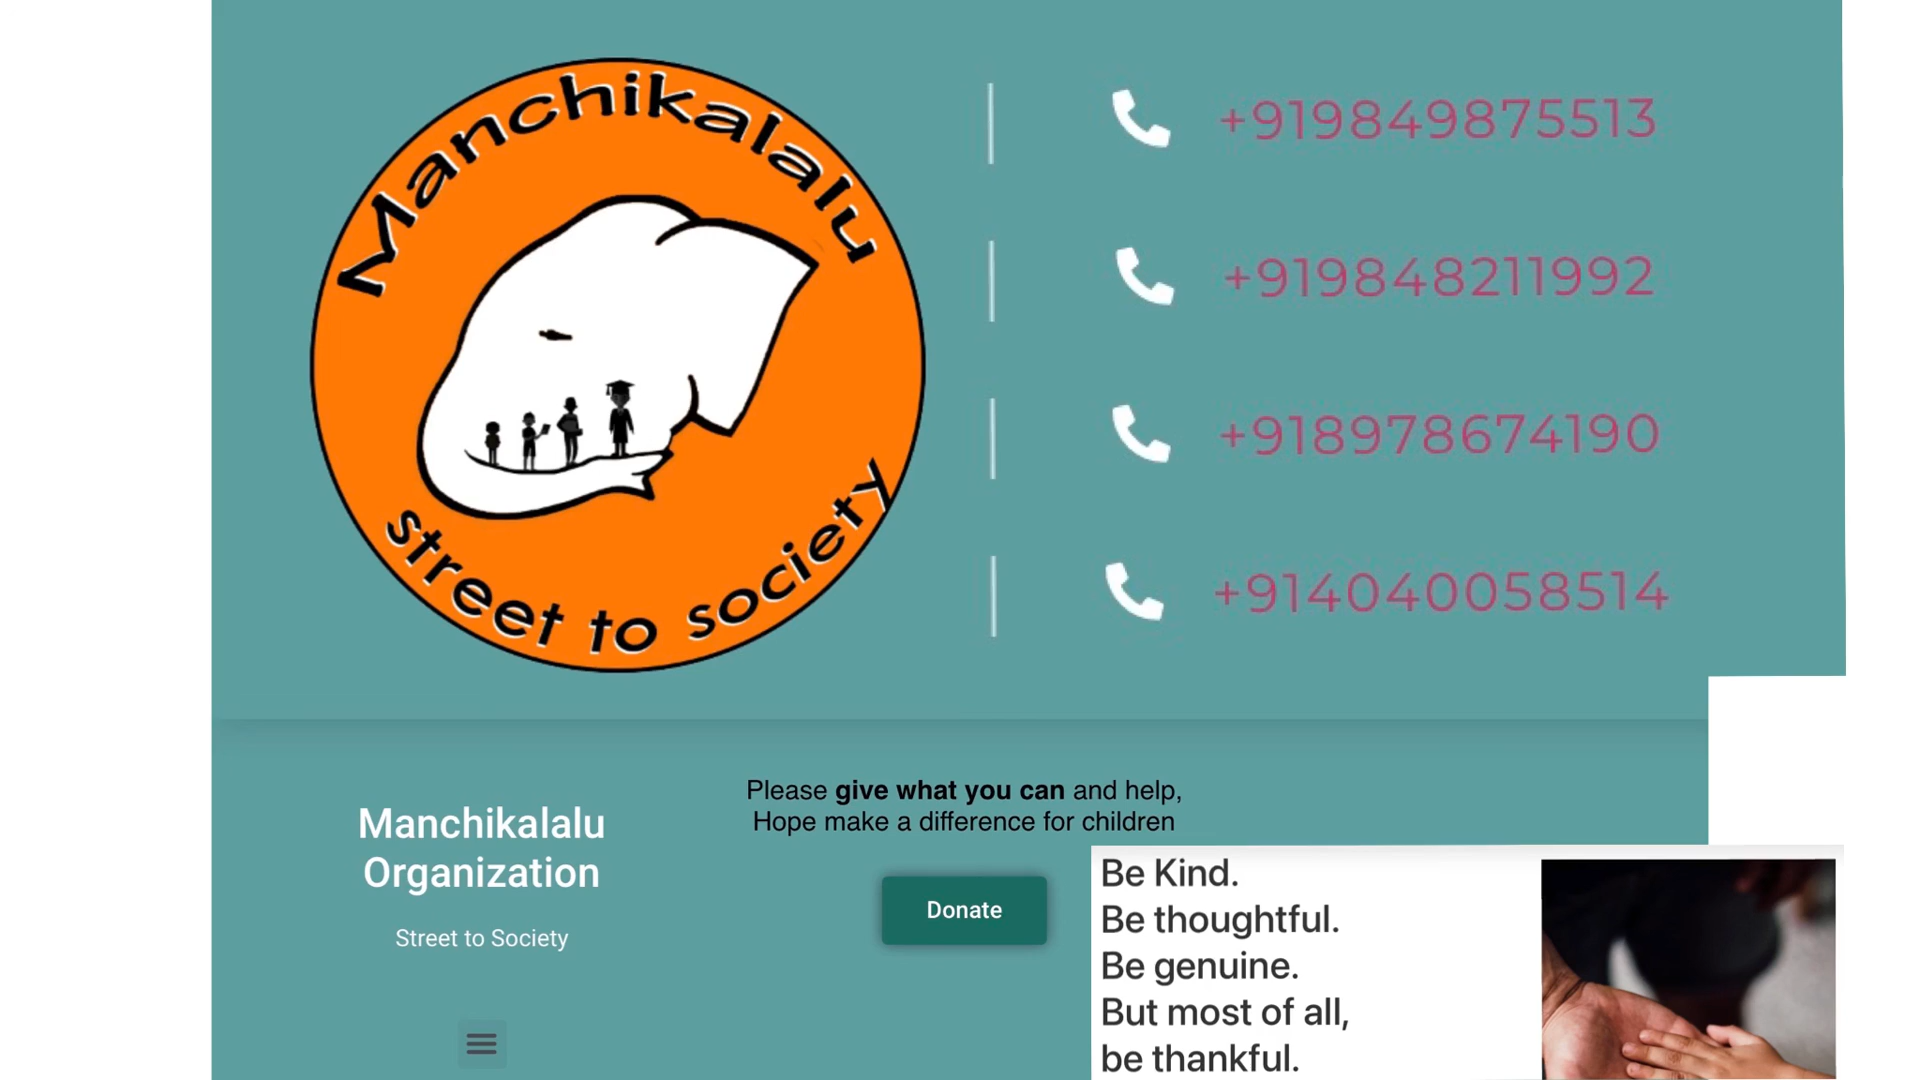 Manchikalalu
street to society
+919849875513
+919848211992
+918978674190
+914040058514
Manchikalalu
Organization
Street to Society
Please give what you can and help,
Hope make a difference for children
Donate
Be Kind.
Be thoughtful.
Be genuine.
But most of all,
be thankful.